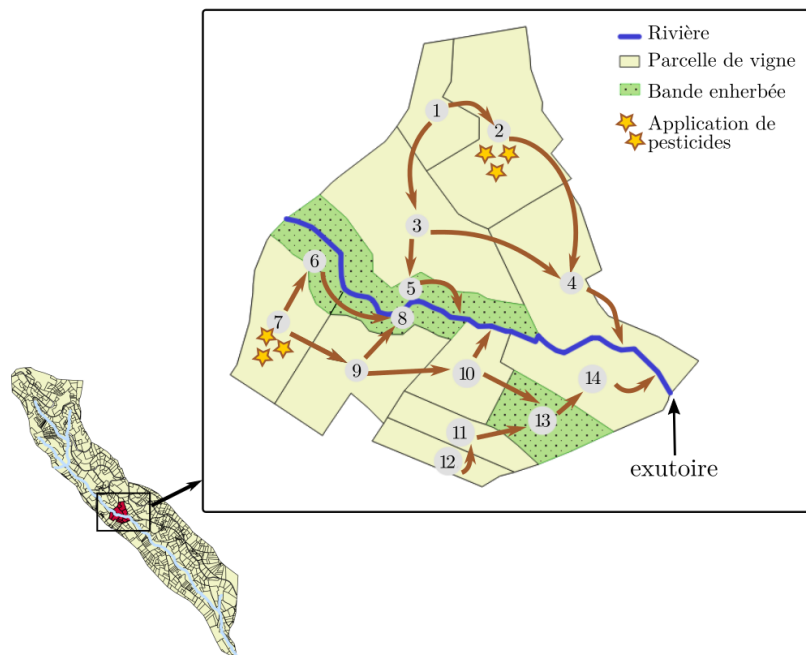 Rivière
Parcelle de vigne
Bande enherbée
Application de
pesticides
1
2
3
4
5
6
7
8
9
10
11
12
13
14
exutoire